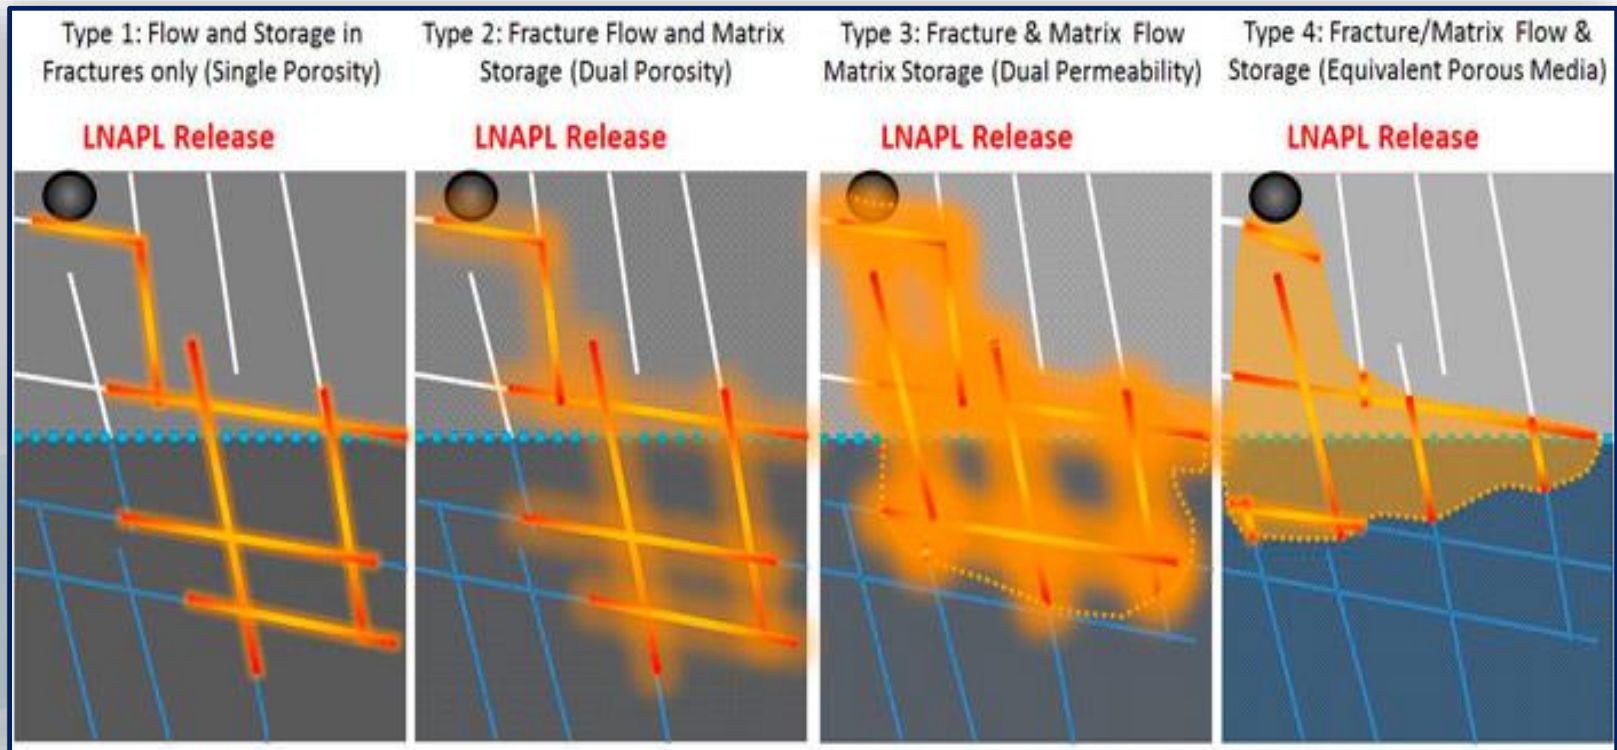 Type 1: Flow and Storage in
Fractures only (Single Porosity)
LNAPL Release
Type 2: Fracture Flow and Matrix
Storage (Dual Porosity)
LNAPL Release
Type 3: Fracture & Matrix Flow
Matrix Storage (Dual Permeability)
LNAPL Release
Type 4: Fracture/Matrix Flow &
Storage (Equivalent Porous Media)
LNAPL Release